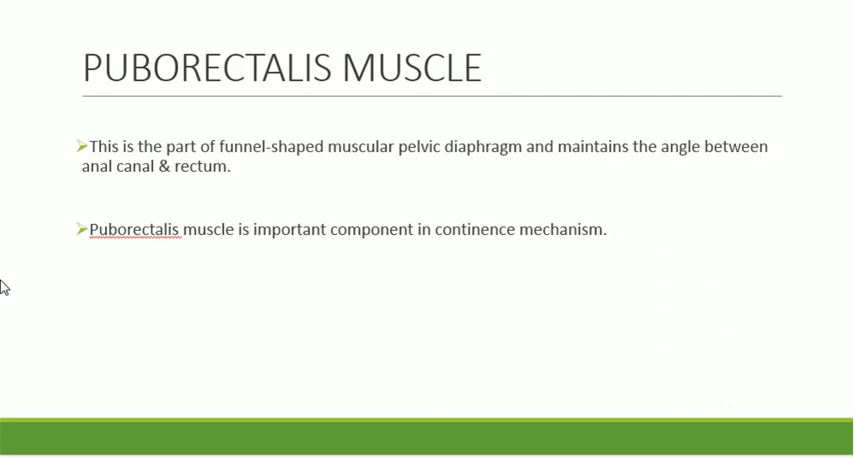 PUBORECTALIS MUSCLE
This is the part of funnel-shaped muscular pelvic diaphragm and maintains the angle between
anal canal & rectum.
Puborectalis muscle is important component in continence mechanism.